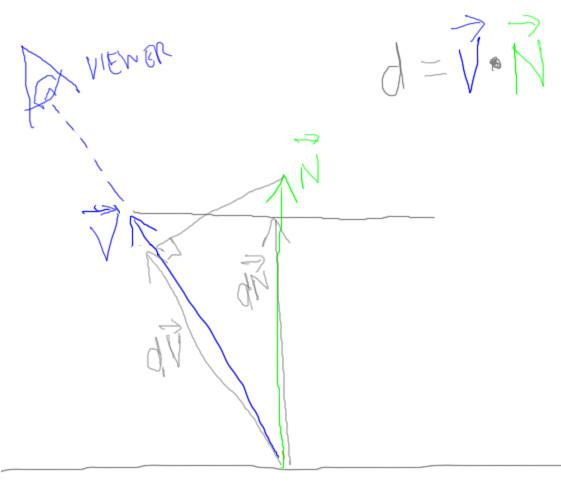 VIEWER
d = V⃗ • N⃗
N⃗
V⃗
dN⃗
dV⃗